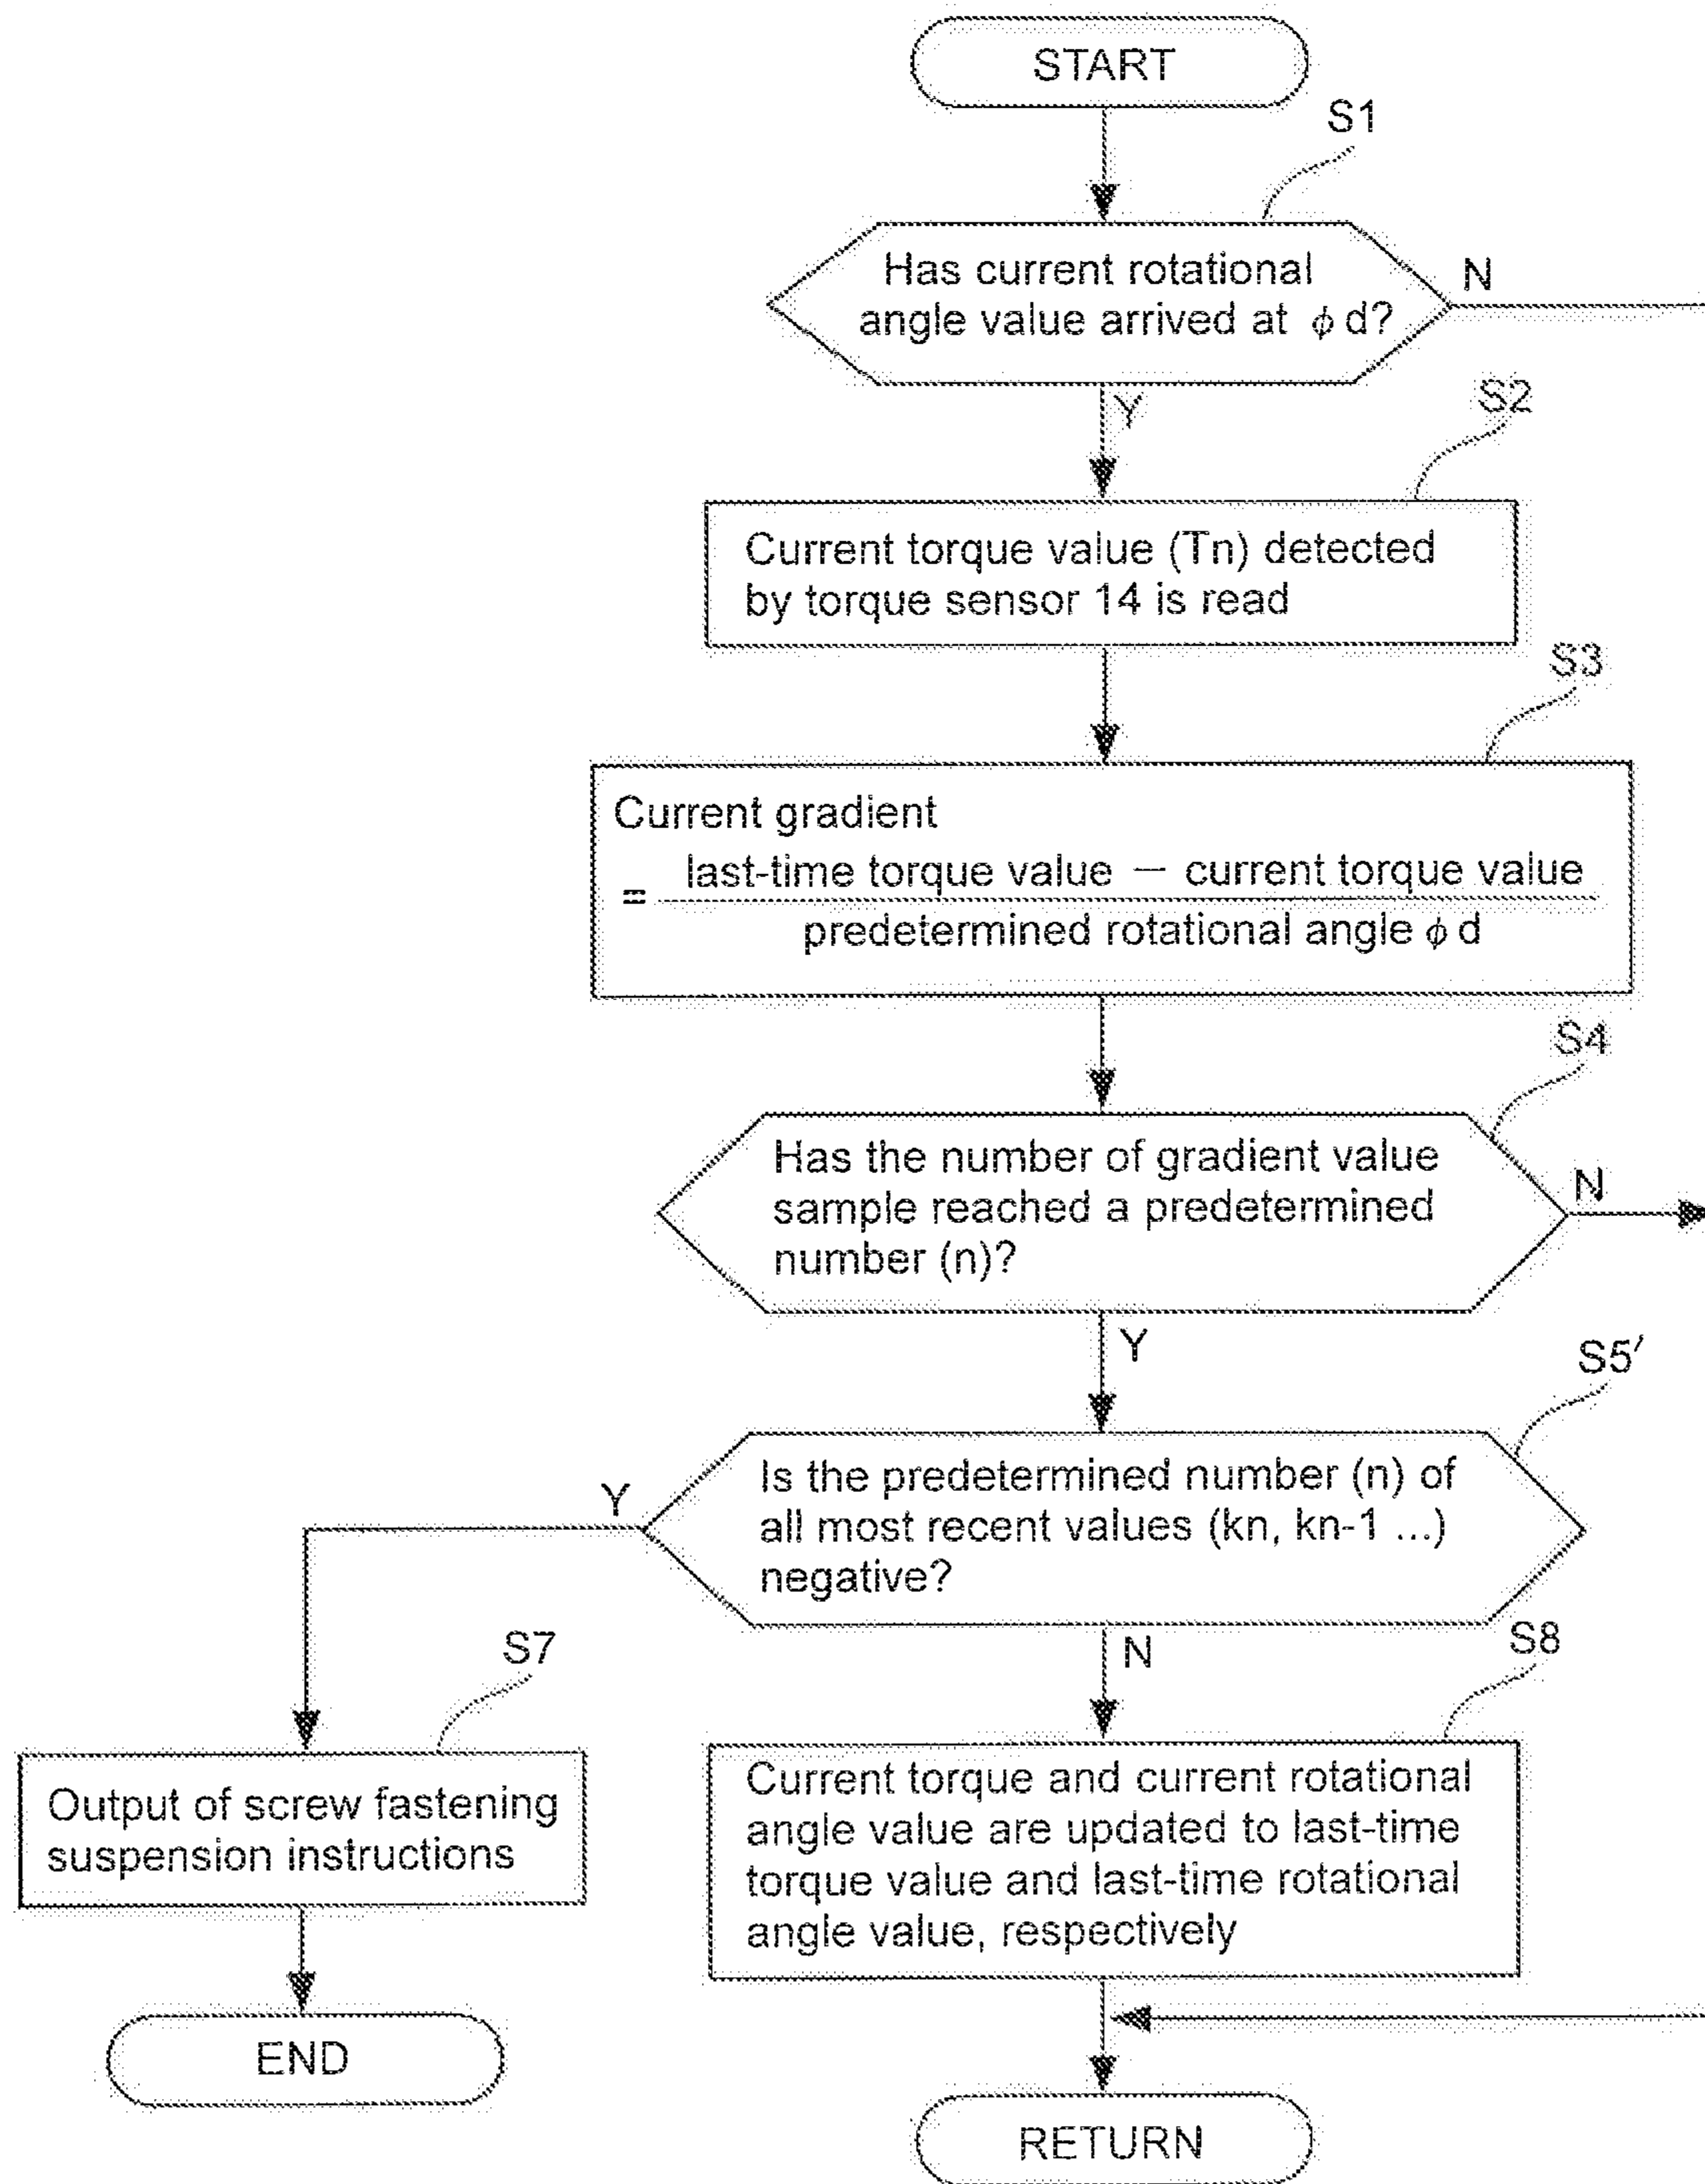 START
S1
Has current rotational
angle value arrived at ϕ d?
N
Y
S2
Current torque value (Tn) detected
by torque sensor 14 is read
S3
Current gradient
= last-time torque value — current torque value
predetermined rotational angle ϕ d
S4
Has the number of gradient value
sample reached a predetermined
number (n)?
N
Y
S5′
Is the predetermined number (n) of
all most recent values (kn, kn-1 ...)
negative?
Y
N
S7
Output of screw fastening
suspension instructions
S8
Current torque and current rotational
angle value are updated to last-time
torque value and last-time rotational
angle value, respectively
END
RETURN